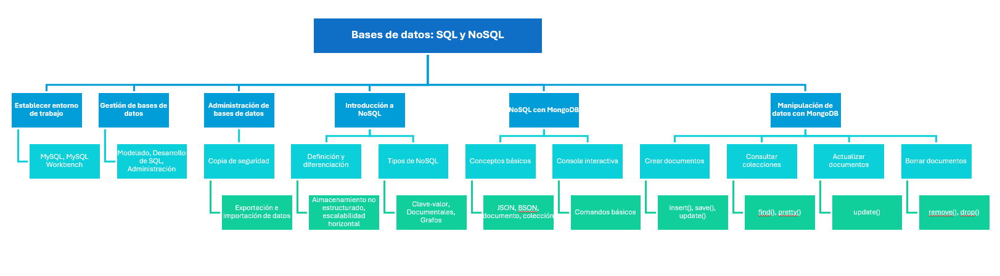 Bases de datos: SQL y NoSQL
Establecer entorno
de trabajo
Gestión de bases de
datos
Administración de
bases de datos
Introducción a
NoSQL
NoSQL con MongoDB
Manipulación de
datos con MongoDB
MySQL, MySQL
Workbench
Modelado, Desarrollo
de SQL,
Administración
Copia de seguridad
Definición y
diferenciación
Tipos de NoSQL
Conceptos básicos
Consola interactiva
Crear documentos
Consultar
colecciones
Actualizar
documentos
Borrar documentos
Exportación e
importación de datos
Almacenamiento no
estructurado,
escalabilidad
horizontal
Clave-valor,
Documentales,
Grafos
JSON, BSON,
documento, colección
Comandos básicos
insert(), save(),
update()
find(), pretty()
update()
remove(), drop()